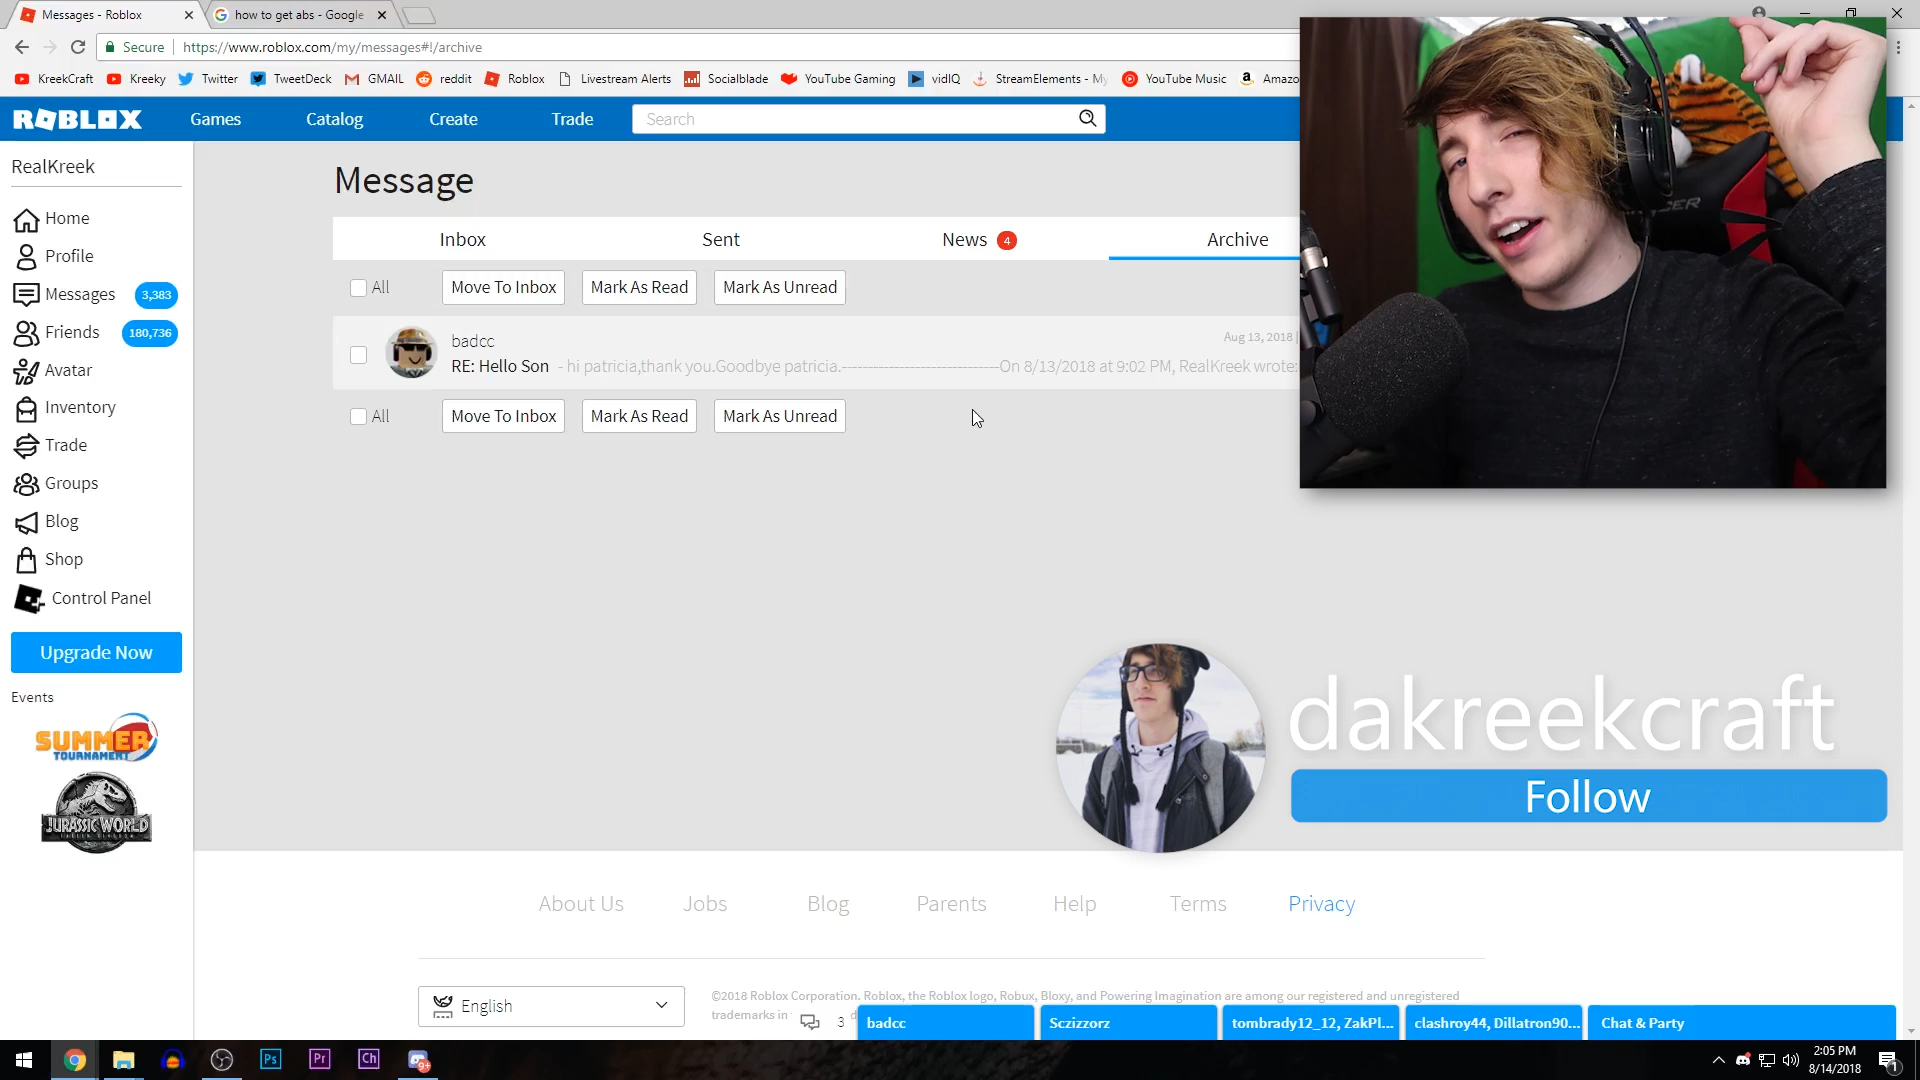 Messages - Roblox
how to get abs - Google
Secure
https://www.roblox.com/my/messages#!/archive
KreekCraft
Kreeky
Twitter
TweetDeck
GMAIL
reddit
Roblox
Livestream Alerts
Socialblade
YouTube Gaming
vidIQ
StreamElements - My
YouTube Music
Amazo
ROBLOX
Games
Catalog
Create
Trade
Search
RealKreek
Home
Profile
Messages 3,383
Friends 180,736
Avatar
Inventory
Trade
Groups
Blog
Shop
Control Panel
Upgrade Now
Events
SUMMER
TOURNAMENT
JURASSIC WORLD
Message
Inbox
Sent
News 4
Archive
All
Move To Inbox
Mark As Read
Mark As Unread
badcc
Aug 13, 2018 |
RE: Hello Son - hi patricia,thank you.Goodbye patricia.------------------------------On 8/13/2018 at 9:02 PM, RealKreek wrote:
All
Move To Inbox
Mark As Read
Mark As Unread
dakreekcraft
Follow
About Us
Jobs
Blog
Parents
Help
Terms
Privacy
English
©2018 Roblox Corporation. Roblox, the Roblox logo, Robux, Bloxy, and Powering Imagination are among our registered and unregistered
trademarks in
3
badcc
Sczizzorz
tombrady12_12, ZakPl...
clashroy44, Dillatron90...
Chat & Party
Ps
Pr
Ch
9+
2:05 PM
8/14/2018
1